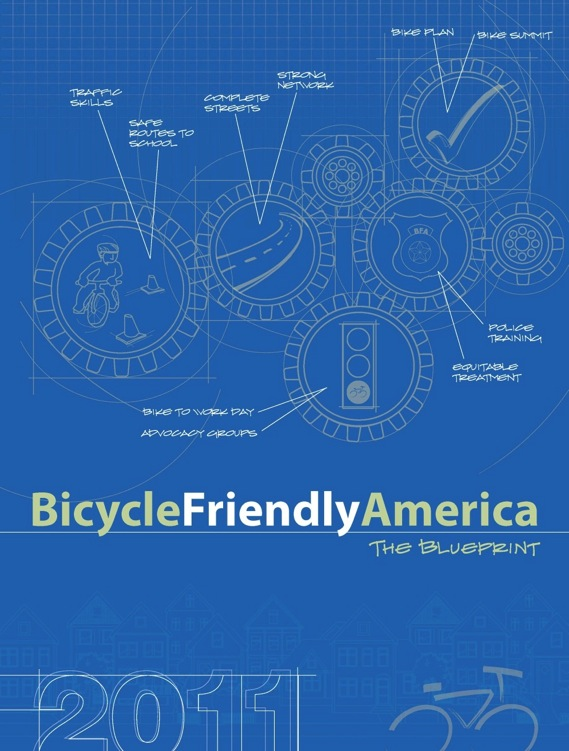 BIKE PLAN
BIKE SUMMIT
STRONG
NETWORK
TRAFFIC
SKILLS
COMPLETE
STREETS
SAFE
ROUTES TO
SCHOOL
BFA
POLICE
TRAINING
EQUITABLE
TREATMENT
BIKE TO WORK DAY
ADVOCACY GROUPS
BicycleFriendlyAmerica
THE BLUEPRINT
2011